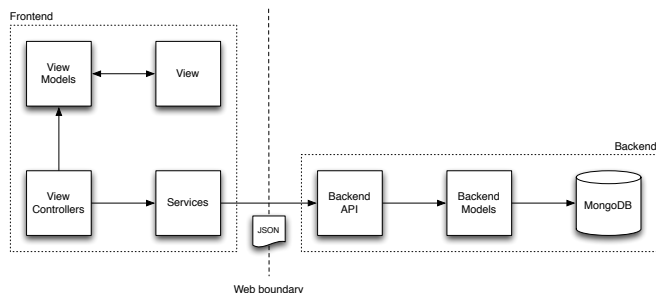 Frontend
View
Models
View
View
Controllers
Services
JSON
Web boundary
Backend
Backend
API
Backend
Models
MongoDB